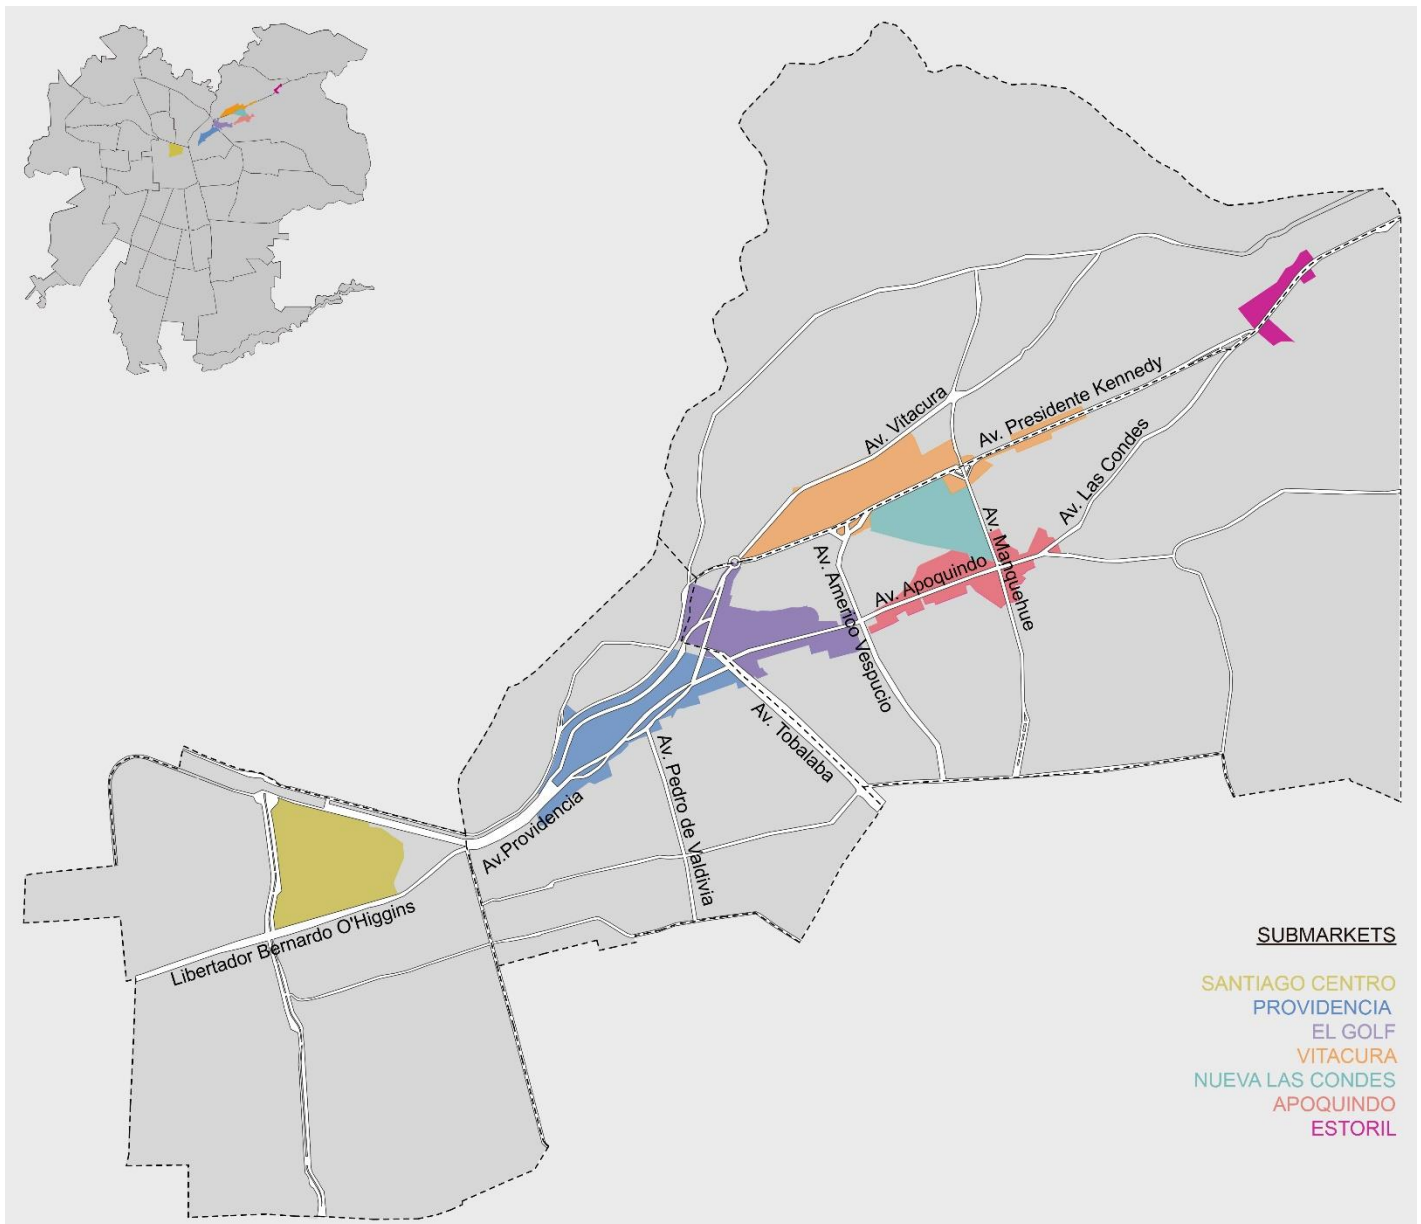 Av. Vitacura
Av. Presidente Kennedy
Av. Las Condes
Av. Manquehue
Av. Apoquindo
Av. Americo Vespucio
Av. Tobalaba
Av. Pedro de Valdivia
Av.Providencia
Libertador Bernardo O'Higgins
SUBMARKETS
SANTIAGO CENTRO
PROVIDENCIA
EL GOLF
VITACURA
NUEVA LAS CONDES
APOQUINDO
ESTORIL